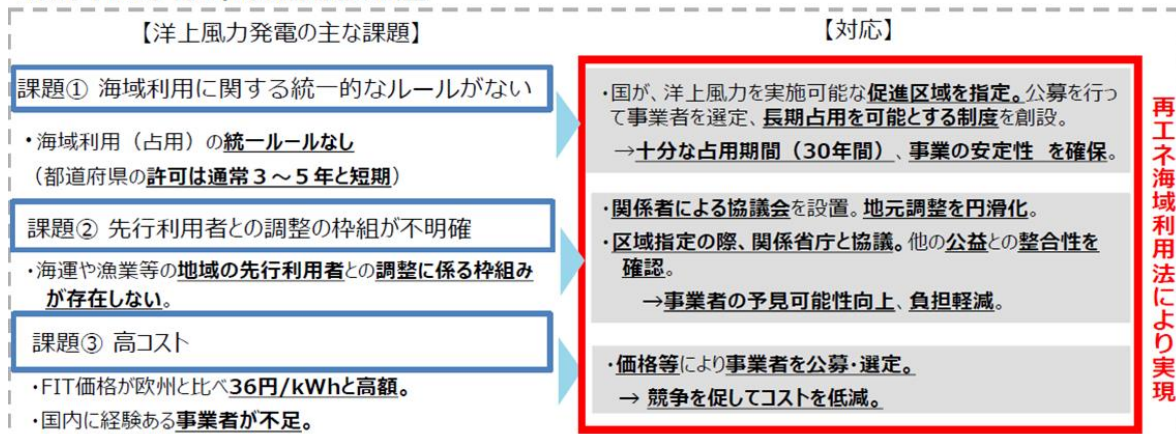 【洋上風力発電の主な課題】
課題① 海域利用に関する統一的なルールがない
・海域利用（占用）の統一ルールなし
（都道府県の許可は通常３～５年と短期）
課題② 先行利用者との調整の枠組が不明確
・海運や漁業等の地域の先行利用者との調整に係る枠組み
が存在しない。
課題③ 高コスト
・FIT価格が欧州と比べ36円/kWhと高額。
・国内に経験ある事業者が不足。
【対応】
・国が、洋上風力を実施可能な促進区域を指定。公募を行っ
て事業者を選定、長期占用を可能とする制度を創設。
→十分な占用期間（30年間）、事業の安定性 を確保。
・関係者による協議会を設置。地元調整を円滑化。
・区域指定の際、関係省庁と協議。他の公益との整合性を
確認。
→事業者の予見可能性向上、負担軽減。
・価格等により事業者を公募・選定。
→ 競争を促してコストを低減。
再エネ海域利用法により実現